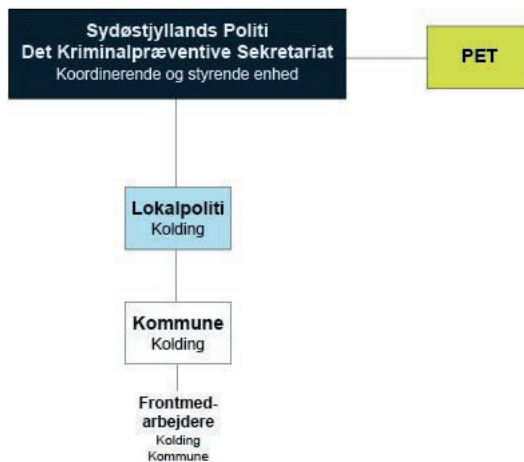 Sydøstjyllands Politi
Det Kriminalpræventive Sekretariat
Koordinerende og styrende enhed
PET
Lokalpoliti
Kolding
Kommune
Kolding
Frontmed-
arbejdere
Kolding
Kommune